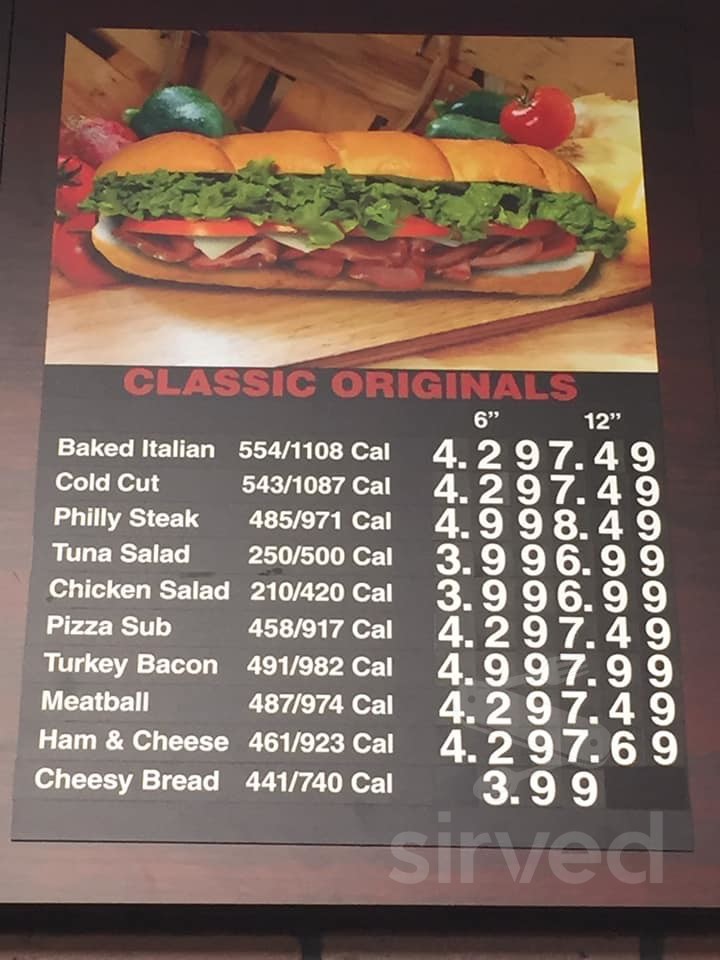 CLASSIC ORIGINALS
6” 12”
Baked Italian 554/1108 Cal 4.29 7.49
Cold Cut 543/1087 Cal 4.29 7.49
Philly Steak 485/971 Cal 4.99 8.49
Tuna Salad 250/500 Cal 3.99 6.99
Chicken Salad 210/420 Cal 3.99 6.99
Pizza Sub 458/917 Cal 4.29 7.49
Turkey Bacon 491/982 Cal 4.99 7.99
Meatball 487/974 Cal 4.29 7.49
Ham & Cheese 461/923 Cal 4.29 7.69
Cheesy Bread 441/740 Cal 3.99
sirved